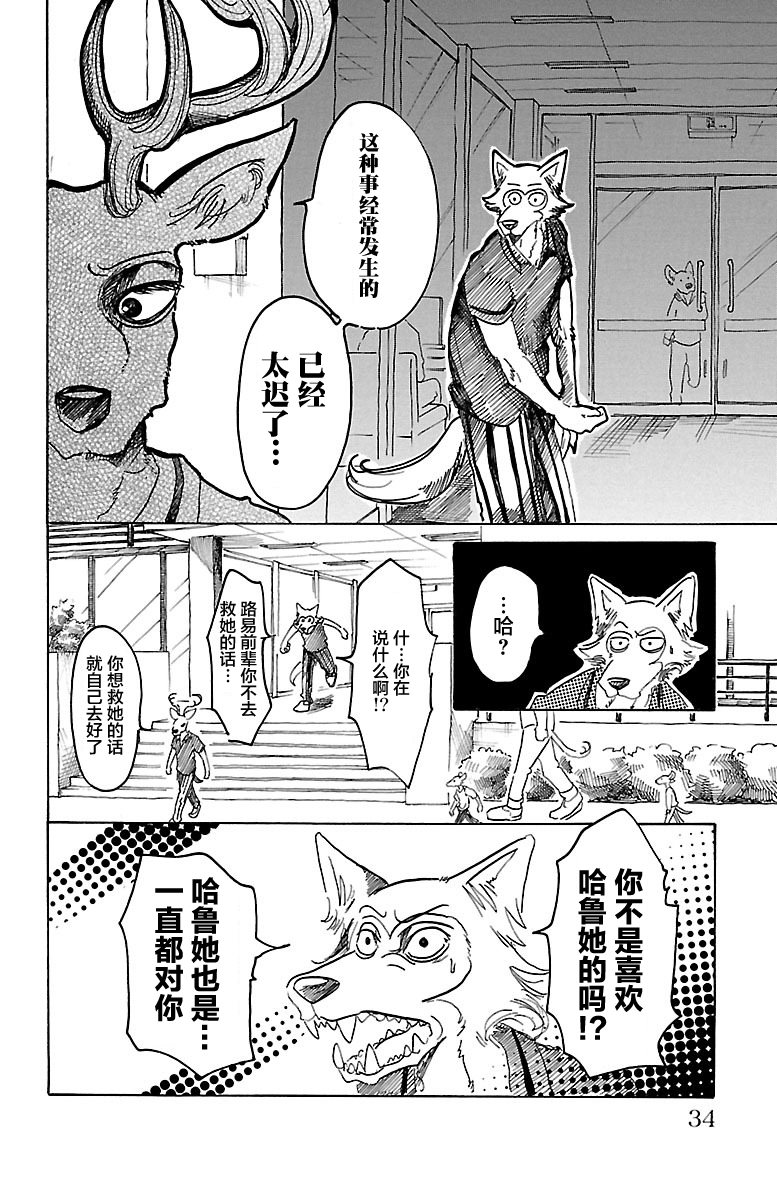 这种事经常发生的
已经
太迟了…
…哈?
什…你在
说什么啊!?
路易前辈你不去
救她的话…
你想救她的话
就自己去好了
你不是喜欢
哈鲁她的吗!?
哈鲁她也是…
一直都对你
34